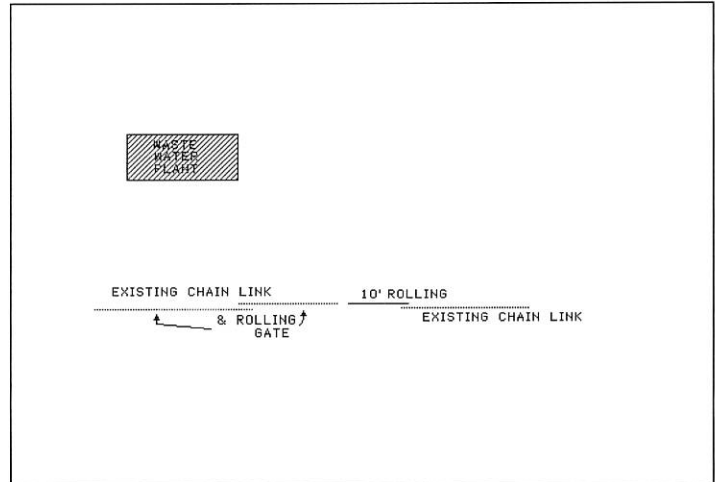 WASTE
WATER
PLANT
EXISTING CHAIN LINK
10' ROLLING
& ROLLING
GATE
EXISTING CHAIN LINK